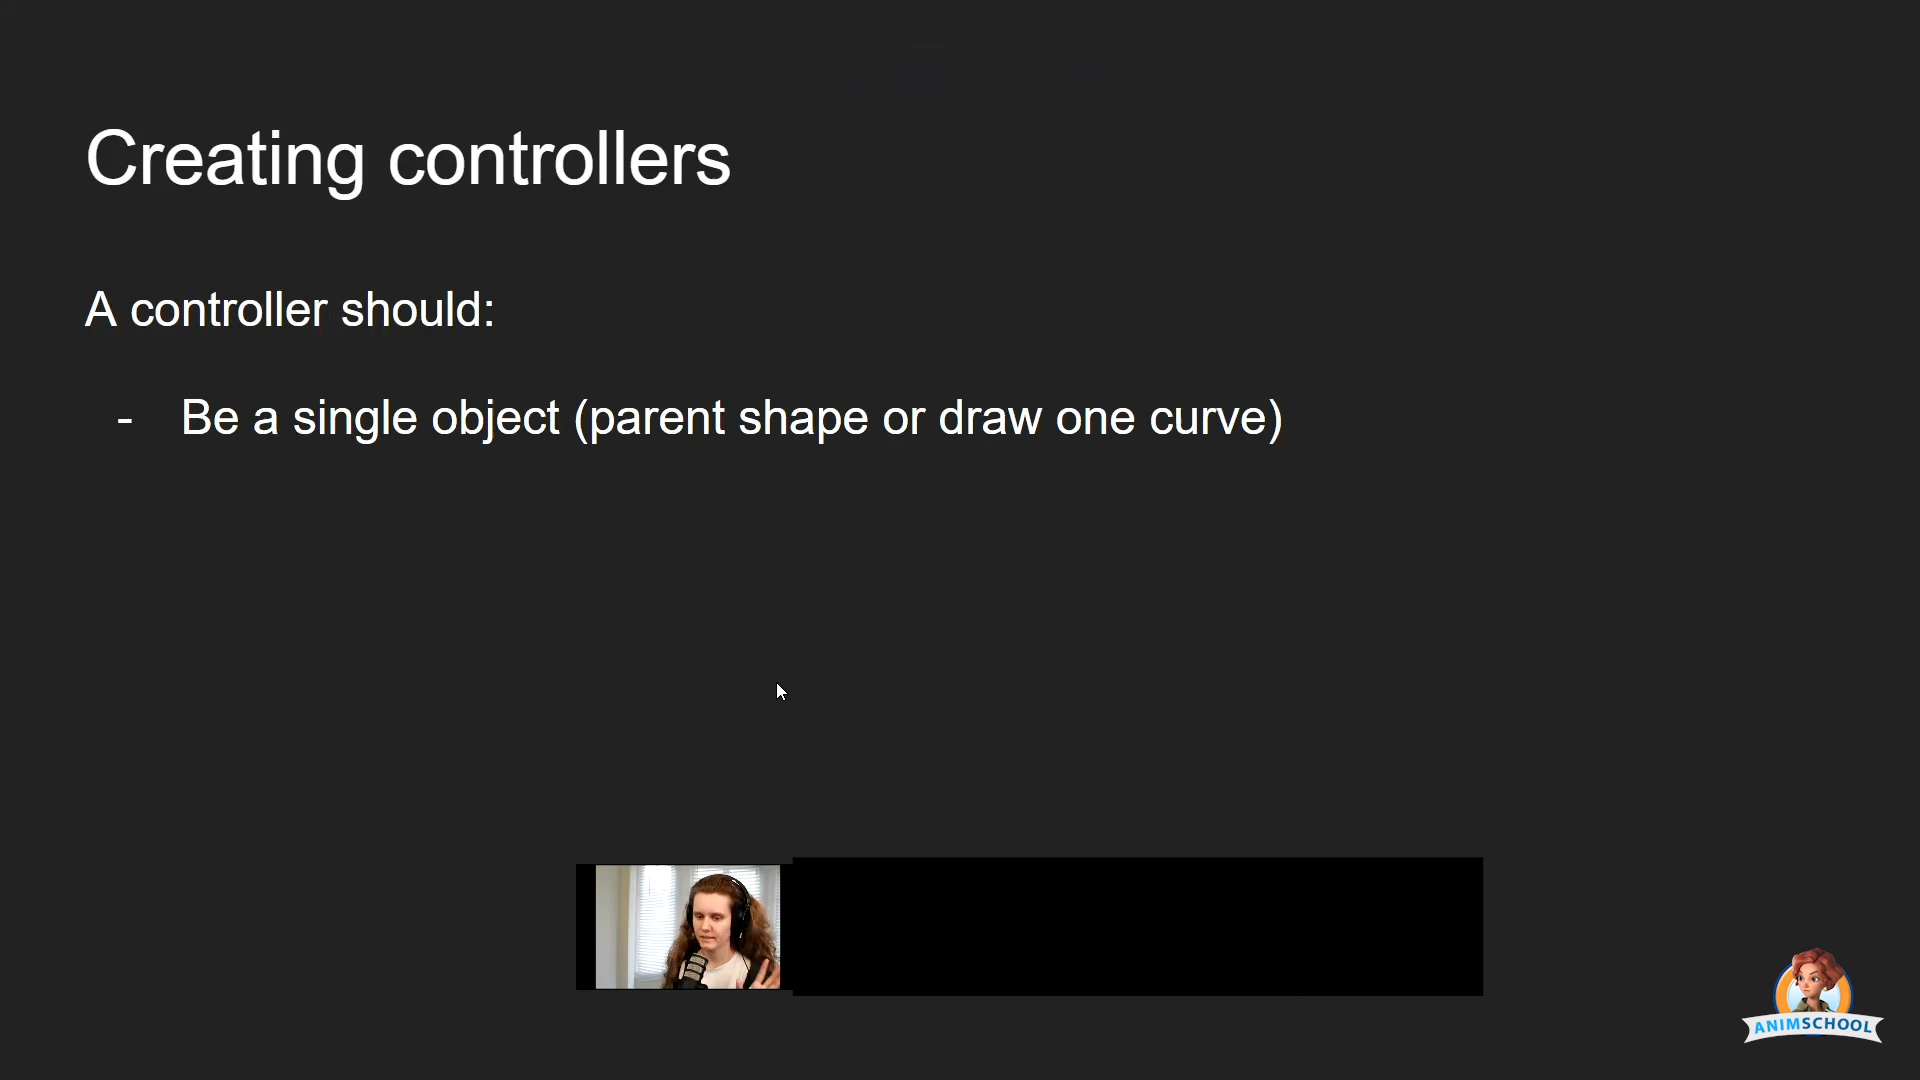 Creating controllers
A controller should:
- Be a single object (parent shape or draw one curve)
ANIMSCHOOL